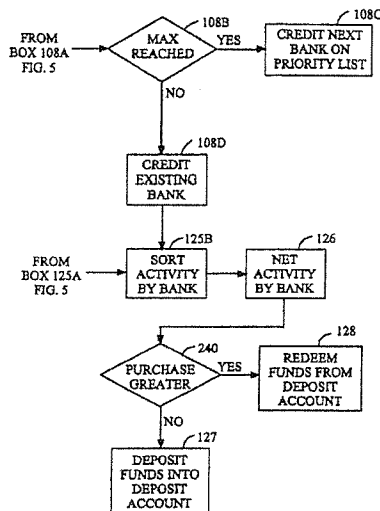 108B
108C
FROM
BOX 108A
FIG. 5
MAX
REACHED
YES
CREDIT NEXT
BANK ON
PRIORITY LIST
NO
108D
CREDIT
EXISTING
BANK
125B
126
FROM
BOX 125A
FIG. 5
SORT
ACTIVITY
BY BANK
NET
ACTIVITY
BY BANK
240
128
PURCHASE
GREATER
YES
REDEEM
FUNDS FROM
DEPOSIT
ACCOUNT
NO
127
DEPOSIT
FUNDS INTO
DEPOSIT
ACCOUNT